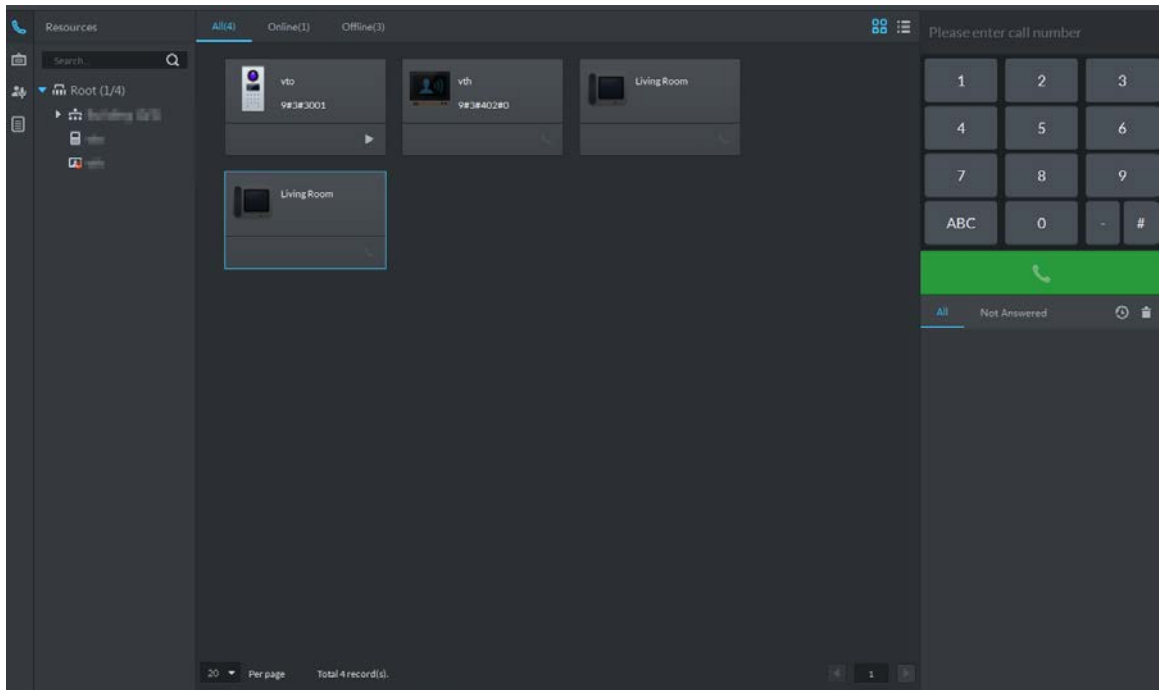 Resources
Search...
Root (1/4)
All(4) Online(1) Offline(3)
vto
9#3#3001
vth
9#3#402#0
Living Room
Living Room
20 Per page Total 4 record(s).
1
Please enter call number
1 2 3
4 5 6
7 8 9
ABC 0 - #
All Not Answered